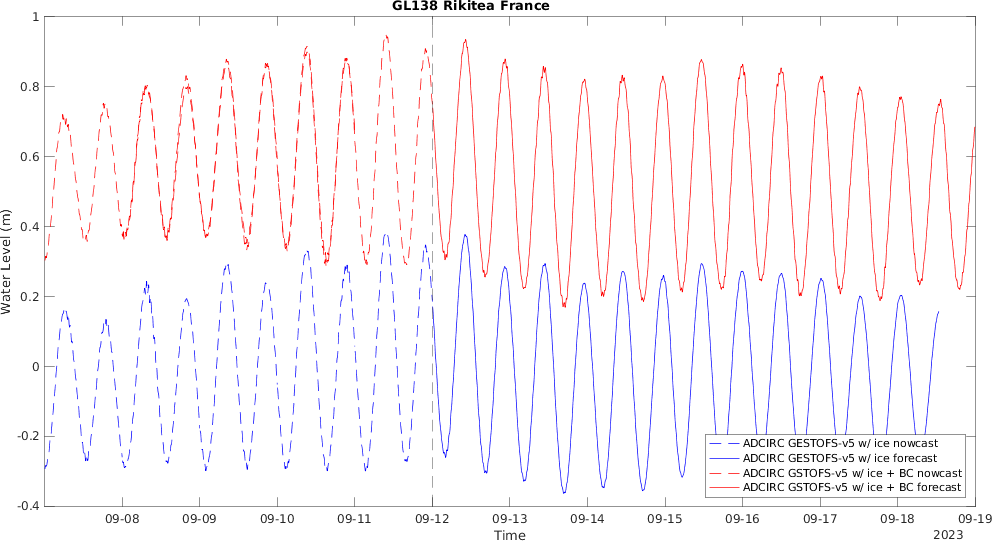 GL138 Rikitea France
Water Level (m)
1
0.8
0.6
0.4
0.2
0
-0.2
-0.4
ADCIRC GESTOFS-v5 w/ ice nowcast
ADCIRC GESTOFS-v5 w/ ice forecast
ADCIRC GSTOFS-v5 w/ ice + BC nowcast
ADCIRC GSTOFS-v5 w/ ice + BC forecast
09-08 09-09 09-10 09-11 09-12 09-13 09-14 09-15 09-16 09-17 09-18 09-19
Time
2023